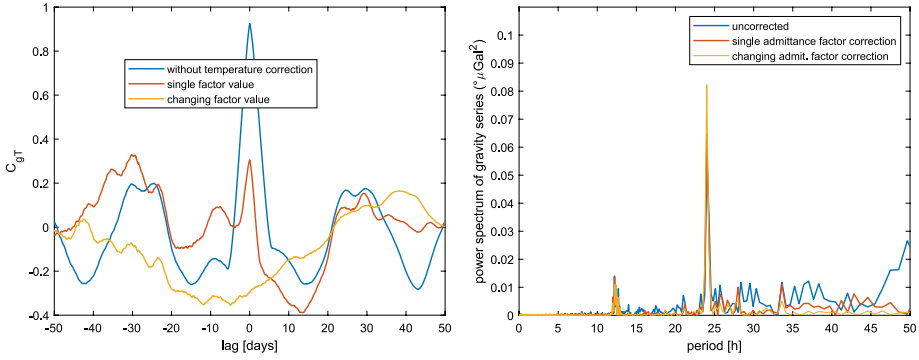 1
0.8
0.6
0.4
0.2
0
-0.2
-0.4
C_gT
without temperature correction
single factor value
changing factor value
-50 -40 -30 -20 -10 0 10 20 30 40 50
lag [days]
0.1
0.09
0.08
0.07
0.06
0.05
0.04
0.03
0.02
0.01
0
power spectrum of gravity series (°μGal²)
uncorrected
single admittance factor correction
changing admit. factor correction
0 5 10 15 20 25 30 35 40 45 50
period [h]